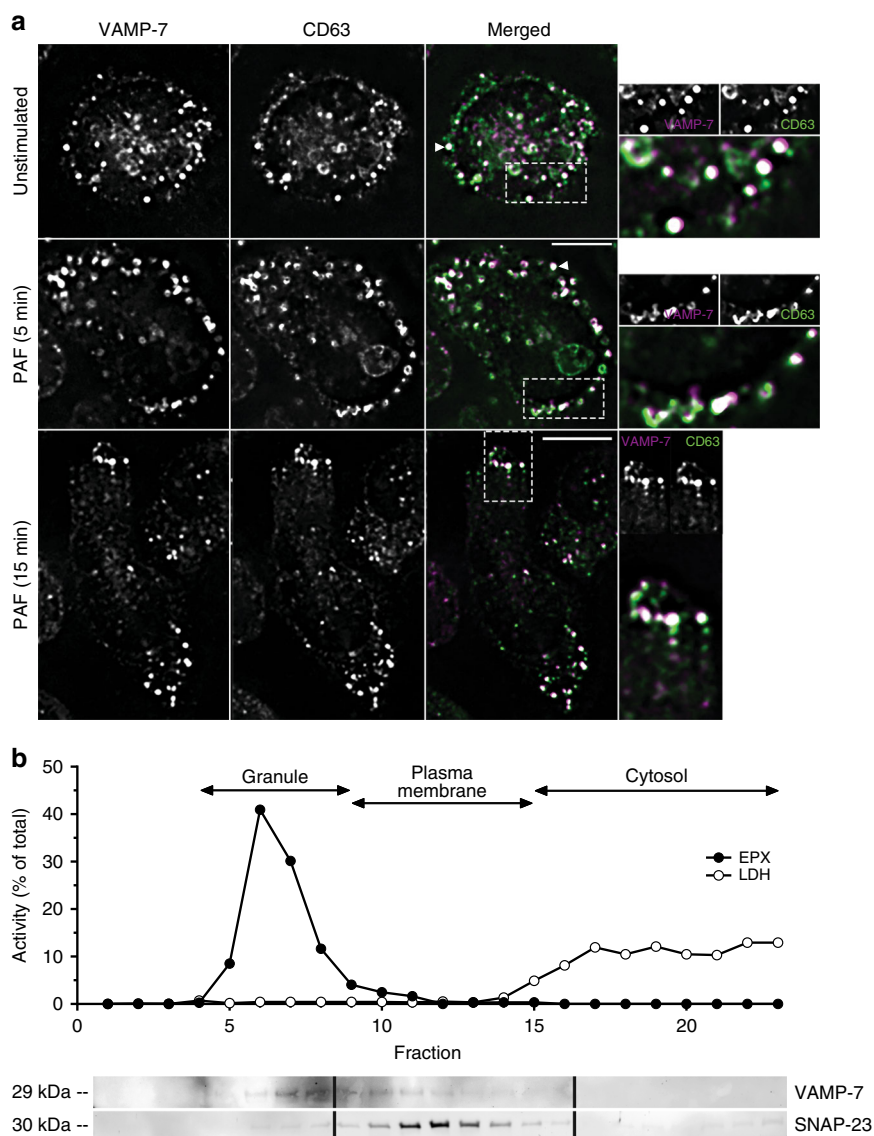 a
VAMP-7
CD63
Merged
Unstimulated
VAMP-7
CD63
PAF (5 min)
VAMP-7
CD63
PAF (15 min)
VAMP-7
CD63
b
50
40
30
20
10
0
Activity (% of total)
Granule
Plasma
membrane
Cytosol
EPX
LDH
0
5
10
15
20
Fraction
29 kDa --
VAMP-7
30 kDa --
SNAP-23